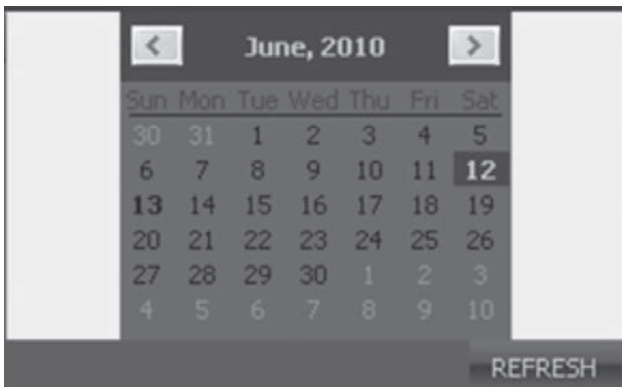 < June, 2010 >
Sun Mon Tue Wed Thu Fri Sat
30 31 1 2 3 4 5
6 7 8 9 10 11 12
13 14 15 16 17 18 19
20 21 22 23 24 25 26
27 28 29 30 1 2 3
4 5 6 7 8 9 10
REFRESH